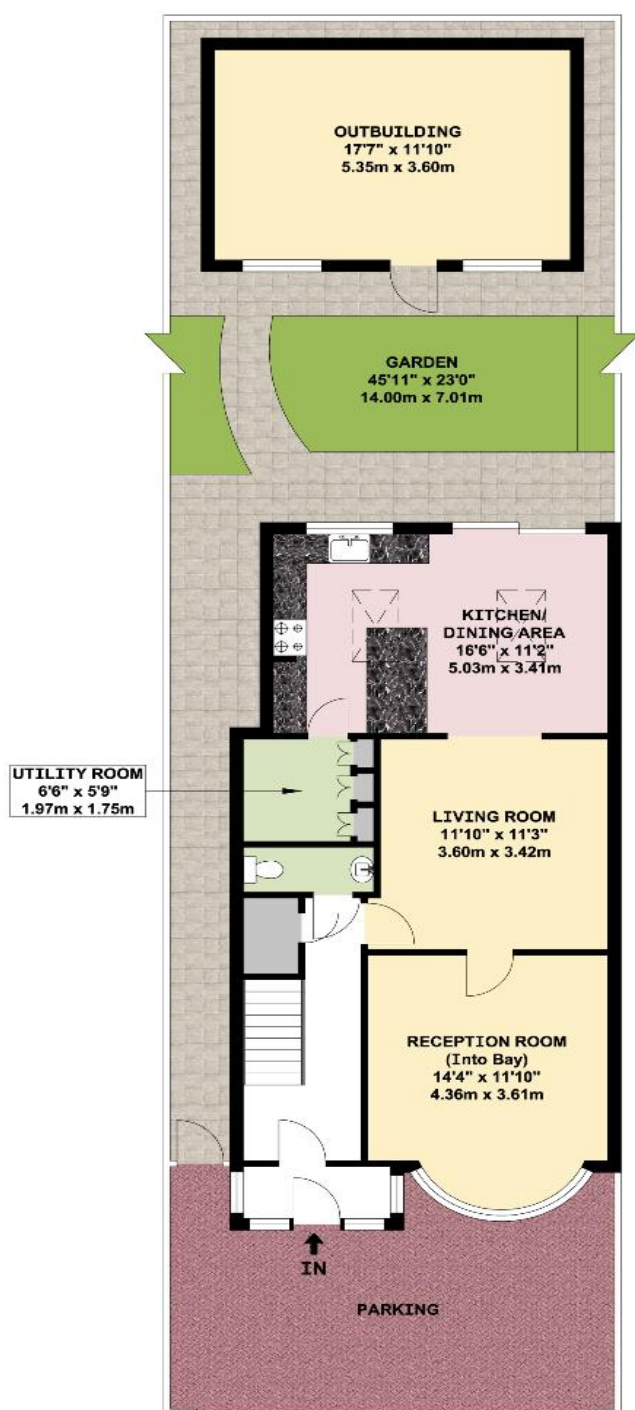 OUTBUILDING
17'7" x 11'10"
5.35m x 3.60m
GARDEN
45'11" x 23'0"
14.00m x 7.01m
KITCHEN/
DINING AREA
16'6" x 11'2"
5.03m x 3.41m
UTILITY ROOM
6'6" x 5'9"
1.97m x 1.75m
LIVING ROOM
11'10" x 11'3"
3.60m x 3.42m
RECEPTION ROOM
(Into Bay)
14'4" x 11'10"
4.36m x 3.61m
IN
PARKING